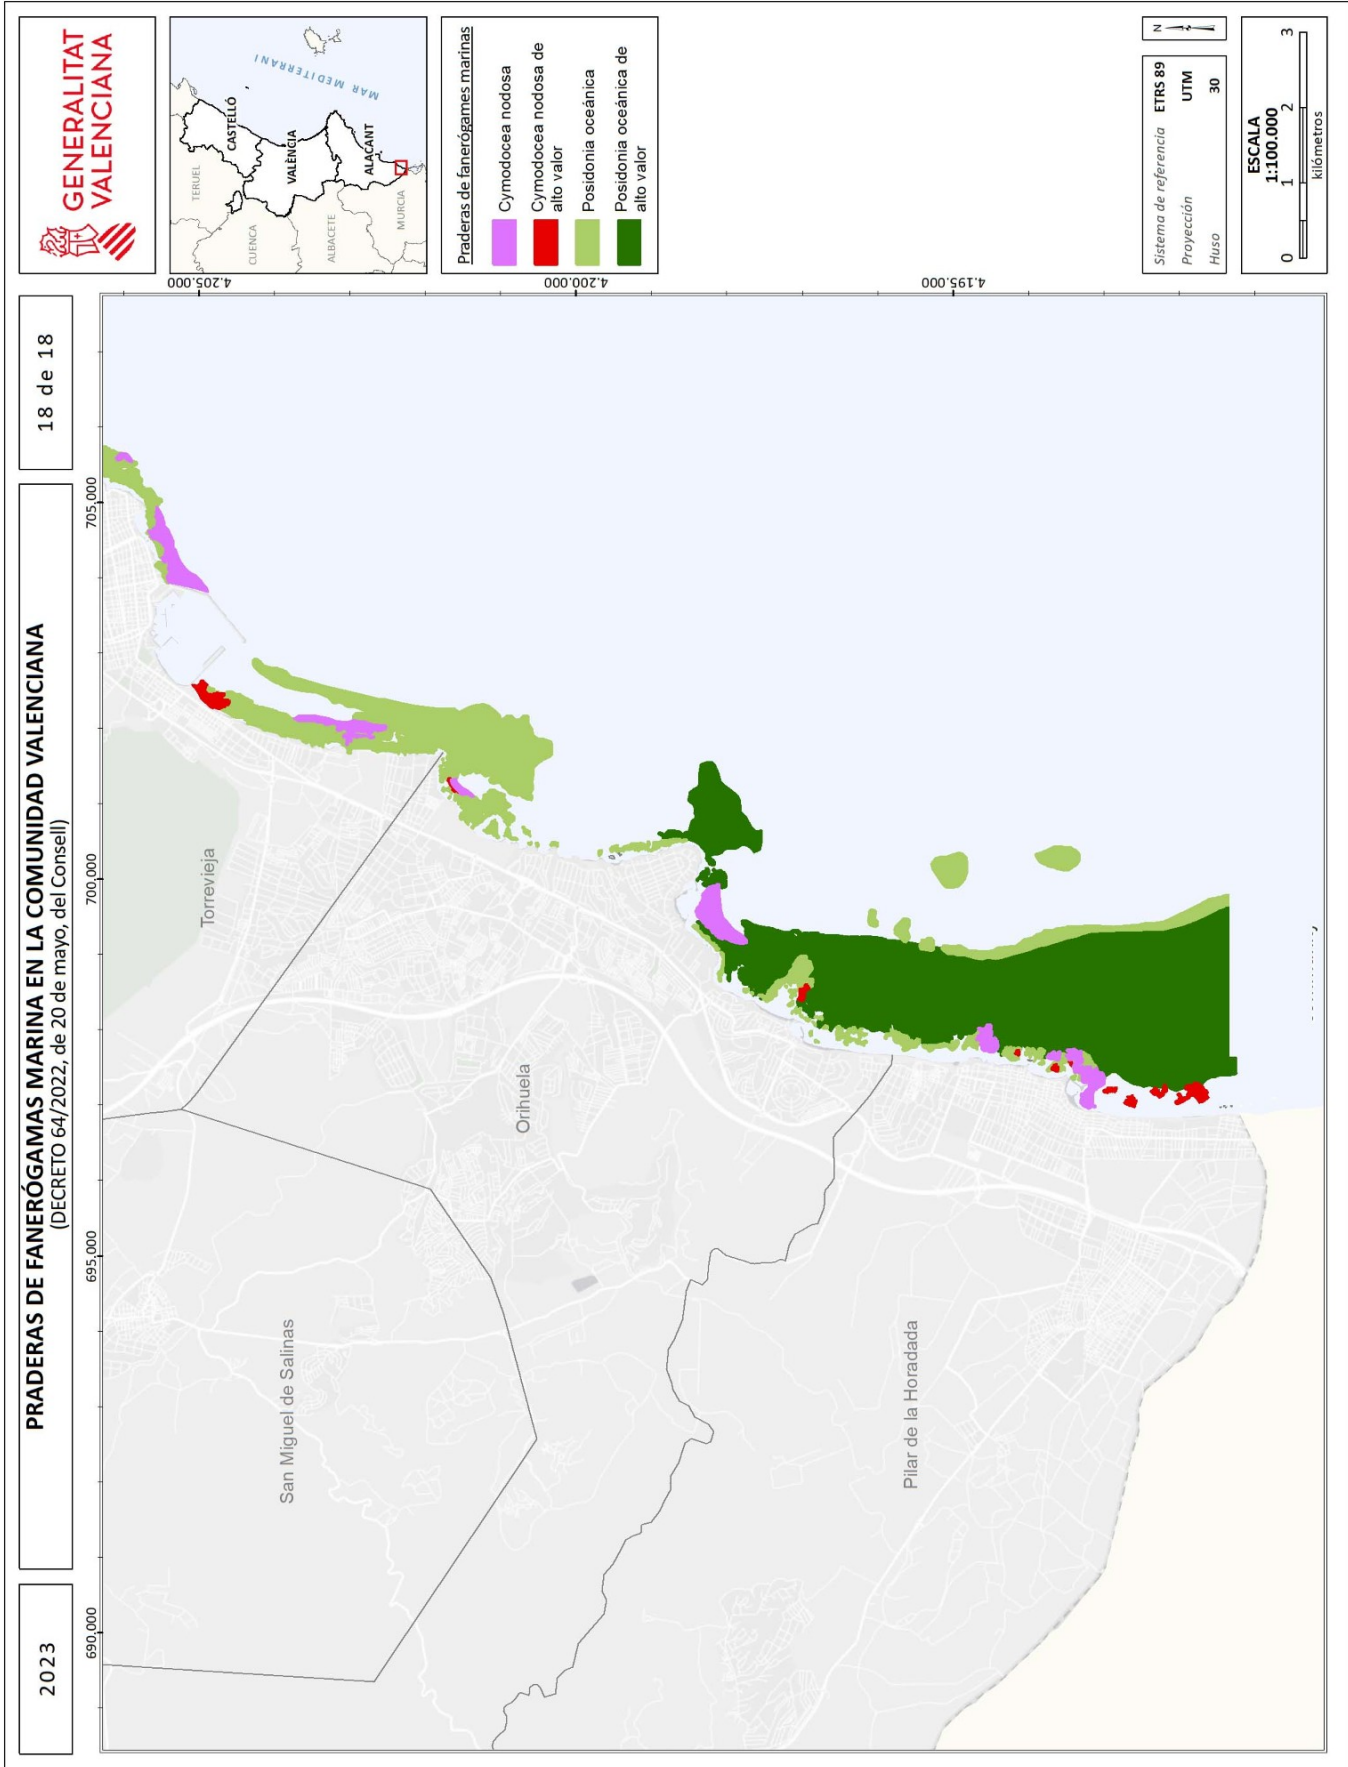 2023
PRADERAS DE FANERÓGAMAS MARINA EN LA COMUNIDAD VALENCIANA
(DECRETO 64/2022, de 20 de mayo, del Consell)
18 de 18
GENERALITAT
VALENCIANA
690.000
695.000
700.000
705.000
4.205.000
4.200.000
4.195.000
Torrevieja
San Miguel de Salinas
Orihuela
Pilar de la Horadada
TERUEL
CASTELLÓ
CUENCA
VALÈNCIA
ALBACETE
ALACANT
MURCIA
MAR MEDITERRANI
Praderas de fanerógames marinas
Cymodocea nodosa
Cymodocea nodosa de
alto valor
Posidonia oceánica
Posidonia oceánica de
alto valor
Sistema de referencia ETRS 89
Proyección UTM
Huso 30
N
ESCALA
1:100.000
0 1 2 3
kilómetros